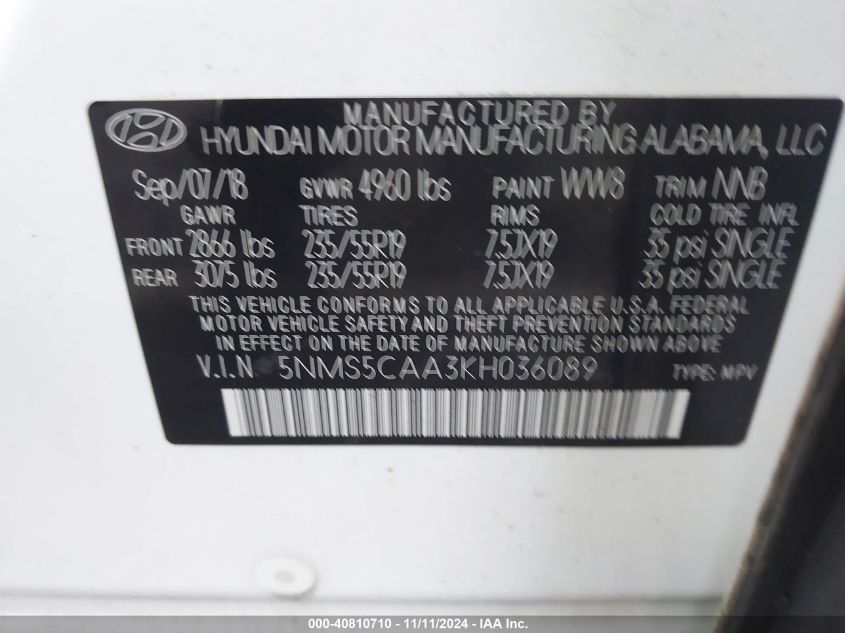 MANUFACTURED BY
HYUNDAI MOTOR MANUFACTURING ALABAMA, LLC
Sep/07/18 GVWR 4960 lbs PAINT WW8 TRIM NNB
GAWR TIRES RIMS COLD TIRE INFL
FRONT 2866 lbs 235/55R19 7.5JX19 35 psi SINGLE
REAR 3075 lbs 235/55R19 7.5JX19 35 psi SINGLE
THIS VEHICLE CONFORMS TO ALL APPLICABLE U.S.A. FEDERAL
MOTOR VEHICLE SAFETY AND THEFT PREVENTION STANDARDS
IN EFFECT ON THE DATE OF MANUFACTURE SHOWN ABOVE
V.I.N. 5NMS5CAA3KH036089 TYPE: MPV
000-40810710 - 11/11/2024 - IAA Inc.